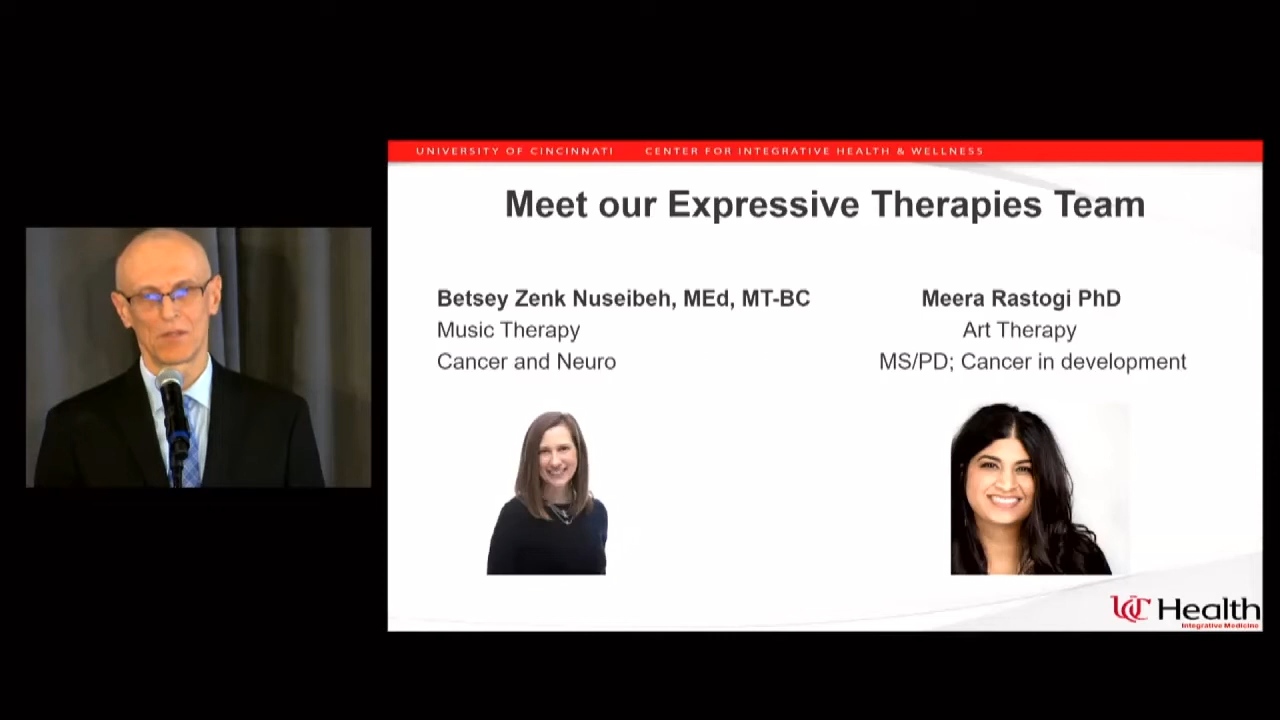 UNIVERSITY OF CINCINNATI CENTER FOR INTEGRATIVE HEALTH & WELLNESS
Meet our Expressive Therapies Team
Betsey Zenk Nuseibeh, MEd, MT-BC
Music Therapy
Cancer and Neuro
Meera Rastogi PhD
Art Therapy
MS/PD; Cancer in development
UC Health
Integrative Medicine